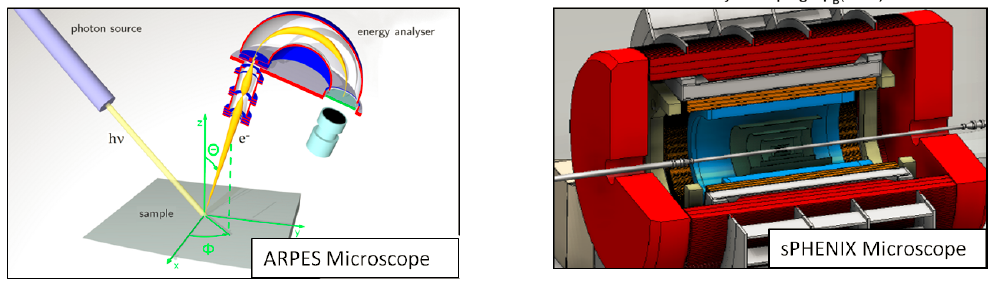 photon source
energy analyser
hν
z
Θ
e-
sample
y
x
Φ
ARPES Microscope
sPHENIX Microscope